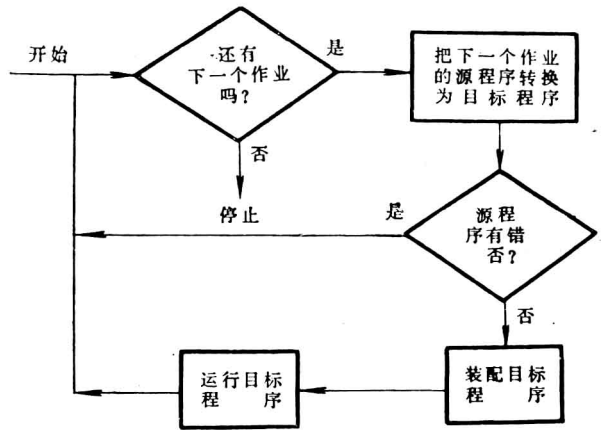 开始
还有
下一个作业
吗？
是
把下一个作业
的源程序转换
为目标程序
否
停止
是
源程
序有错
否？
否
运行目标
程序
装配目标
程序